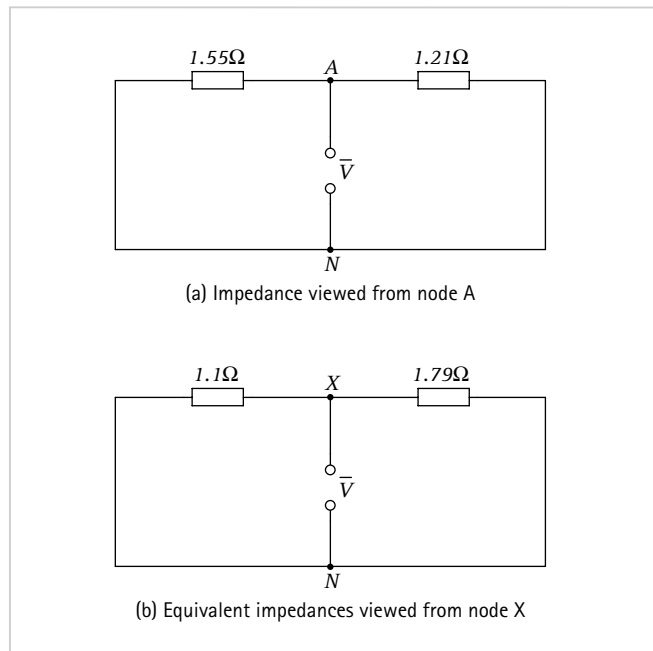 1.55Ω A 1.21Ω
V̅
N
(a) Impedance viewed from node A
1.1Ω X 1.79Ω
V̅
N
(b) Equivalent impedances viewed from node X